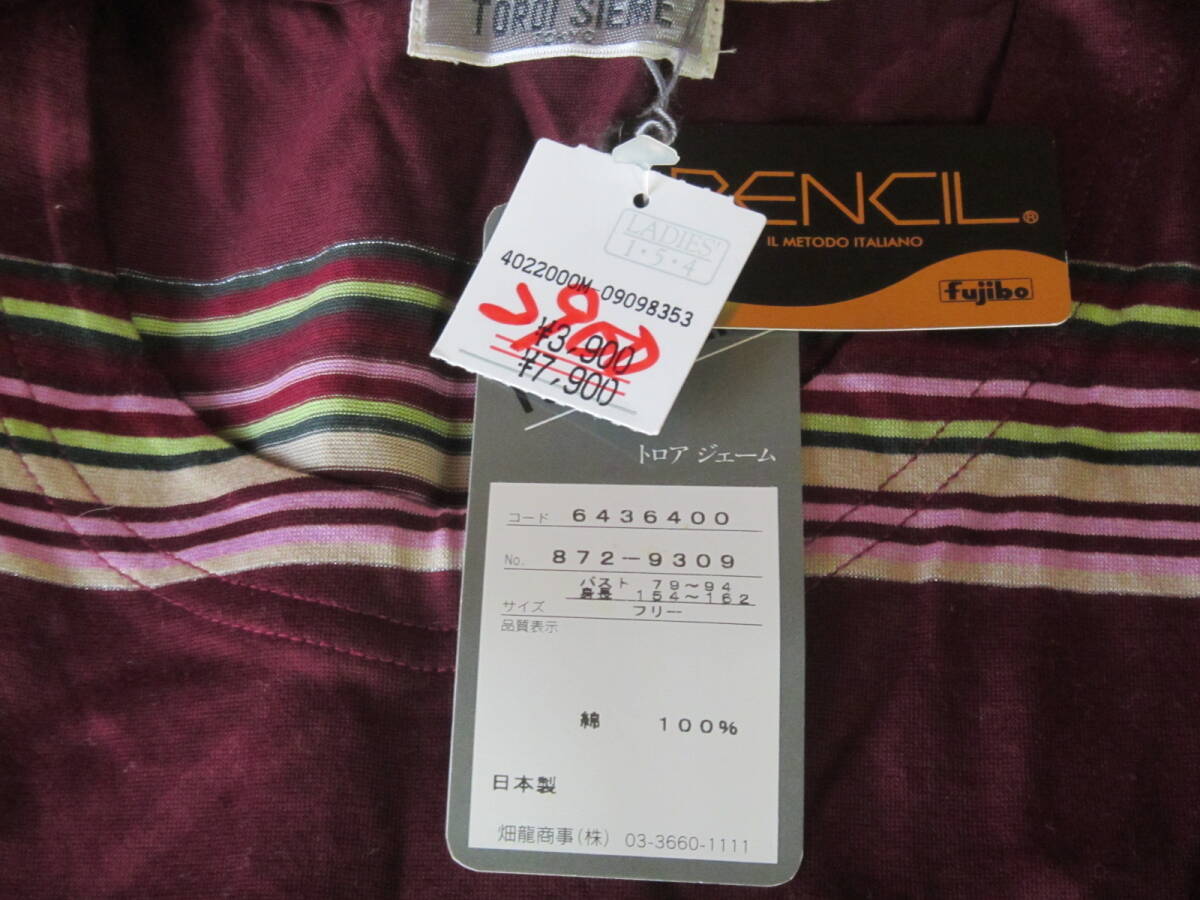 TOROI SIEME
TOKYO
PENCIL®
IL METODO ITALIANO
fujibo
LADIES'
1・5・4
4022000M 09098353
¥3,900
¥7,900
トロア ジェーム
コード 6436400
No. 872-9309
バスト 79~94
身長 154~162
サイズ フリー
品質表示
綿 100%
日本製
畑龍商事(株) 03-3660-1111